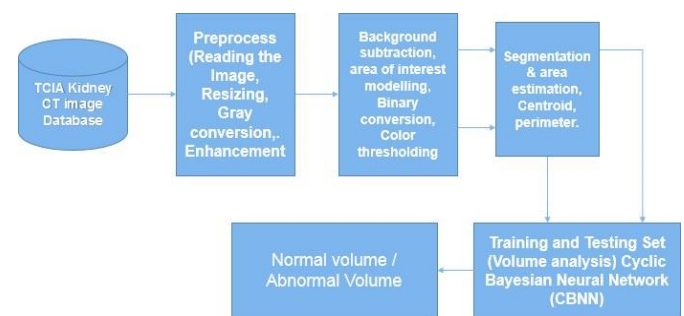 TCIA Kidney
CT image
Database
Preprocess
(Reading the
Image,
Resizing,
Gray
conversion,.
Enhancement
Background
subtraction,
area of interest
modelling,
Binary
conversion,
Color
thresholding
Segmentation
& area
estimation,
Centroid,
perimeter.
Normal volume /
Abnormal Volume
Training and Testing Set
(Volume analysis) Cyclic
Bayesian Neural Network
(CBNN)